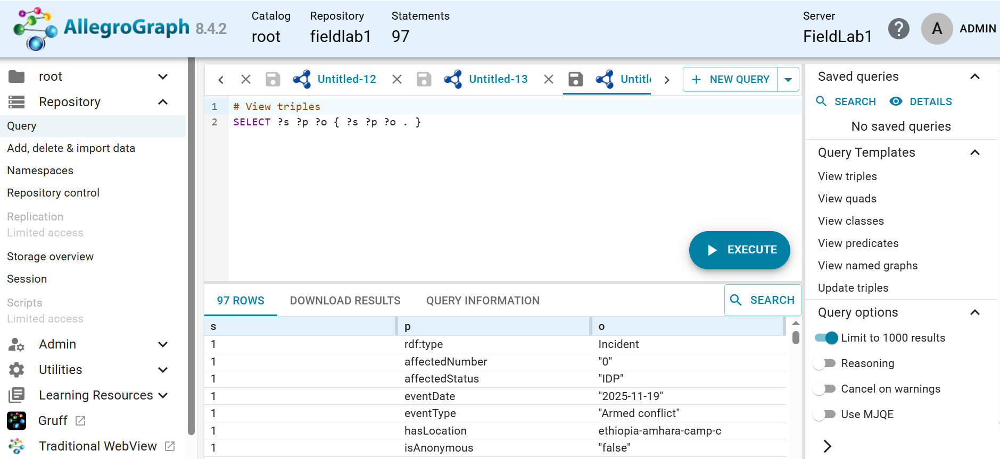 AllegroGraph 8.4.2
Catalog
root
Repository
fieldlab1
Statements
97
Server
FieldLab1
?
A
ADMIN
root
Repository
Query
Add, delete & import data
Namespaces
Repository control
Replication
Limited access
Storage overview
Session
Scripts
Limited access
Admin
Utilities
Learning Resources
Gruff
Traditional WebView
Untitled-12
Untitled-13
Untitl
NEW QUERY
1 # View triples
2 SELECT ?s ?p ?o { ?s ?p ?o . }
EXECUTE
97 ROWS DOWNLOAD RESULTS QUERY INFORMATION
SEARCH
s p o
1 rdf:type Incident
1 affectedNumber "0"
1 affectedStatus "IDP"
1 eventDate "2025-11-19"
1 eventType "Armed conflict"
1 hasLocation ethiopia-amhara-camp-c
1 isAnonymous "false"
Saved queries
SEARCH DETAILS
No saved queries
Query Templates
View triples
View quads
View classes
View predicates
View named graphs
Update triples
Query options
Limit to 1000 results
Reasoning
Cancel on warnings
Use MJQE